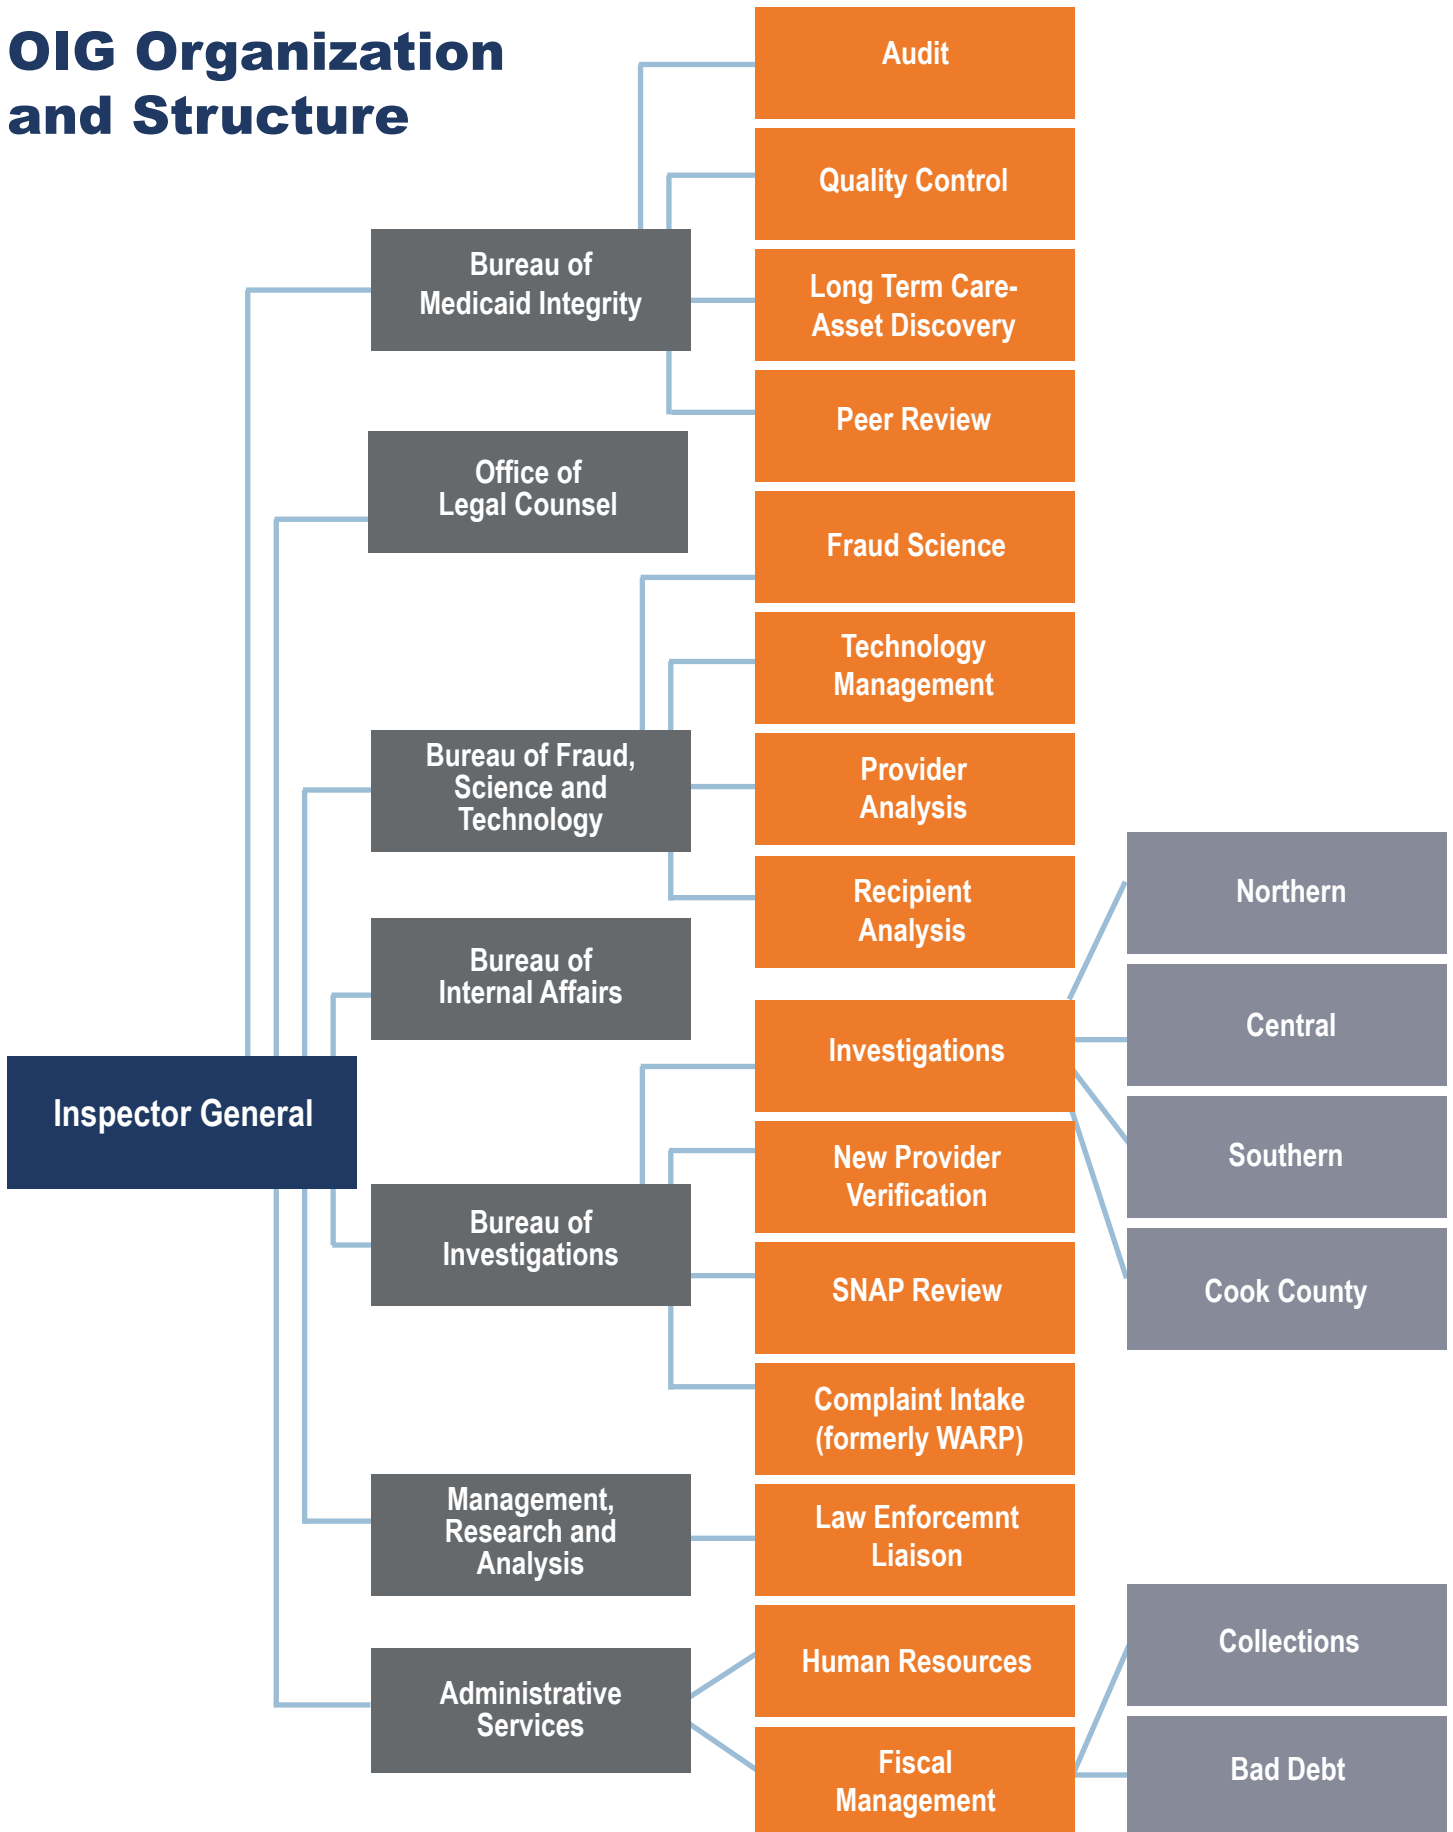 OIG Organization
and Structure
Inspector General
Bureau of
Medicaid Integrity
Audit
Quality Control
Long Term Care-
Asset Discovery
Peer Review
Office of
Legal Counsel
Bureau of Fraud,
Science and
Technology
Fraud Science
Technology
Management
Provider
Analysis
Recipient
Analysis
Bureau of
Internal Affairs
Bureau of
Investigations
Investigations
Northern
Central
Southern
Cook County
New Provider
Verification
SNAP Review
Complaint Intake
(formerly WARP)
Management,
Research and
Analysis
Law Enforcemnt
Liaison
Administrative
Services
Human Resources
Fiscal
Management
Collections
Bad Debt